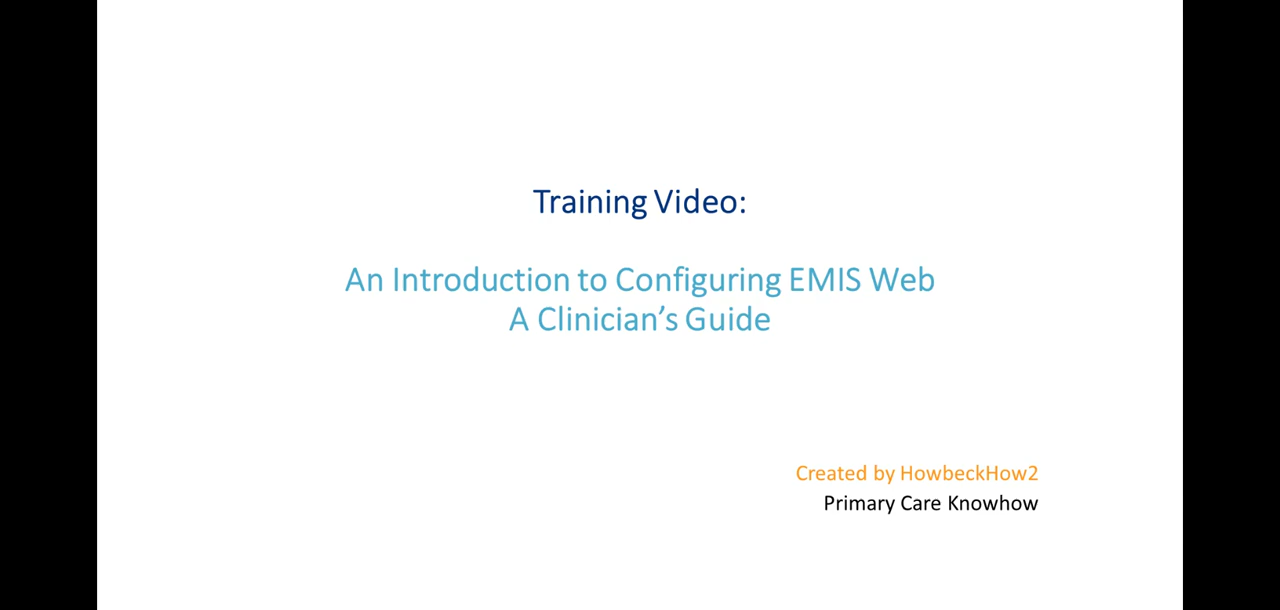 Training Video:
An Introduction to Configuring EMIS Web
A Clinician’s Guide
Created by HowbeckHow2
Primary Care Knowhow